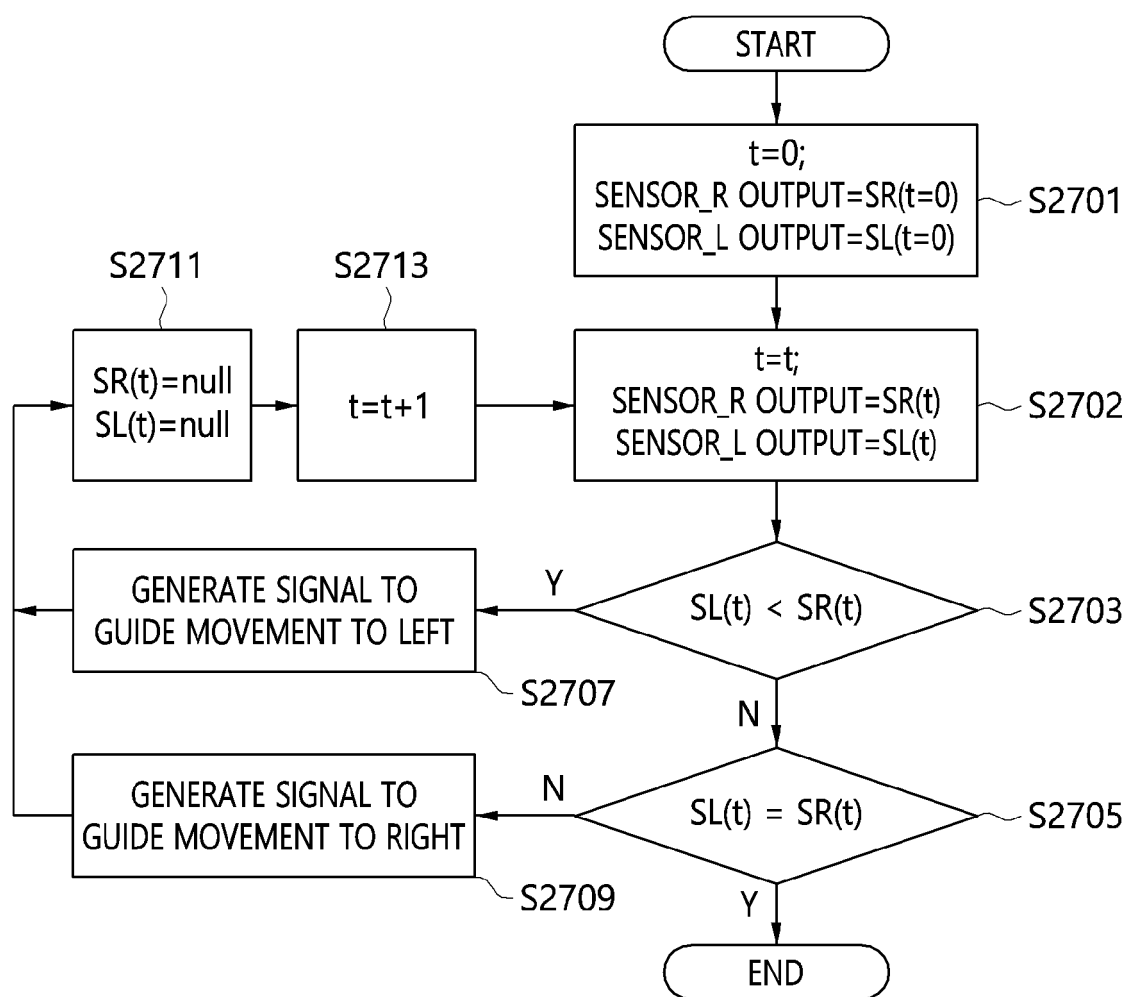 START
t=0;
SENSOR_R OUTPUT=SR(t=0)
SENSOR_L OUTPUT=SL(t=0)
S2701
S2711
S2713
SR(t)=null
SL(t)=null
t=t+1
t=t;
SENSOR_R OUTPUT=SR(t)
SENSOR_L OUTPUT=SL(t)
S2702
GENERATE SIGNAL TO
GUIDE MOVEMENT TO LEFT
S2707
Y
SL(t) < SR(t)
S2703
N
GENERATE SIGNAL TO
GUIDE MOVEMENT TO RIGHT
S2709
N
SL(t) = SR(t)
S2705
Y
END